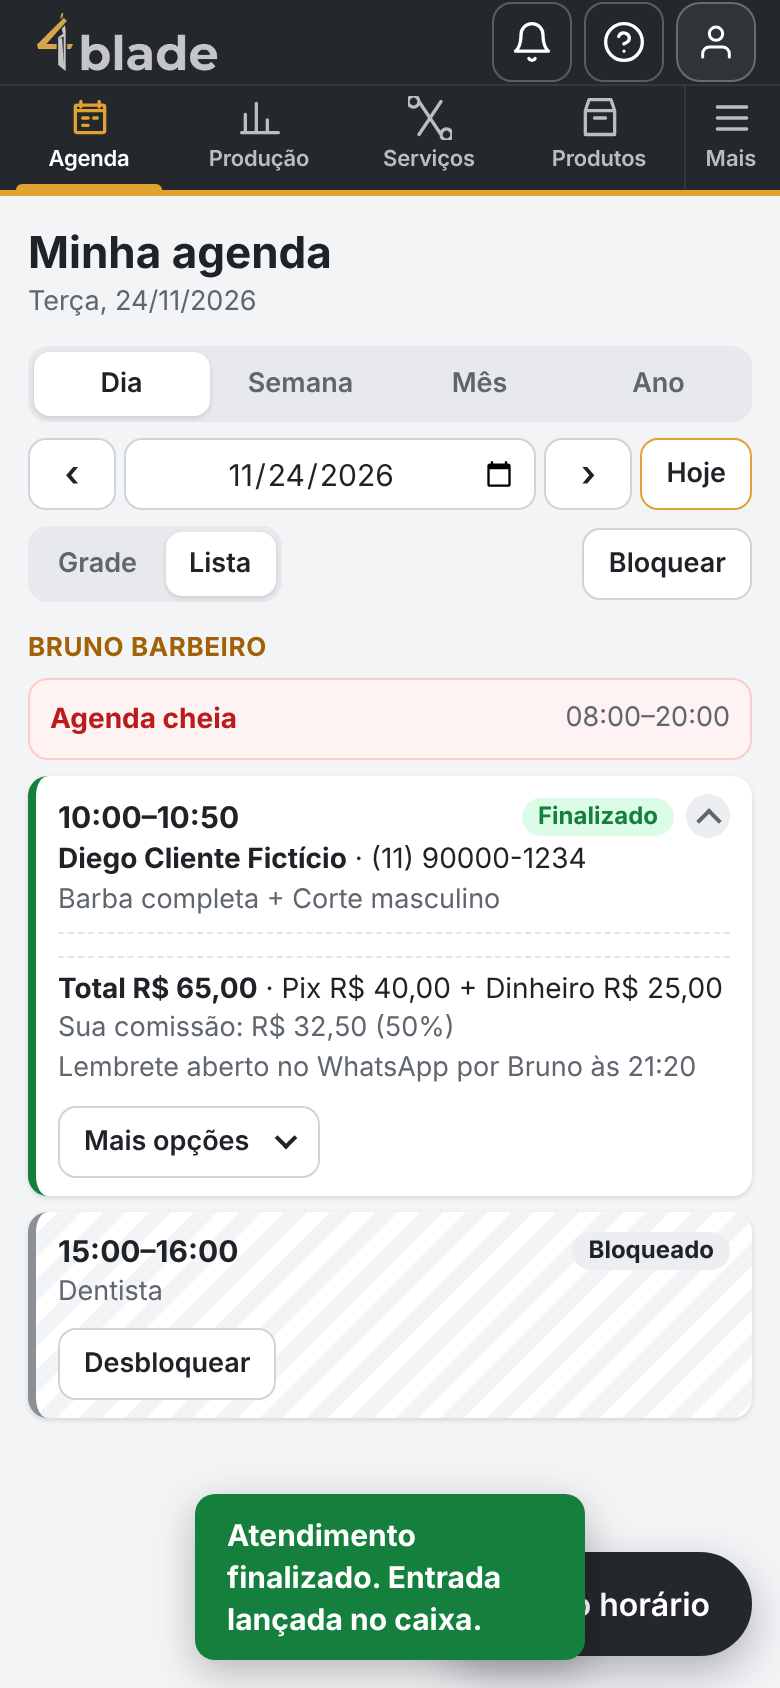 4blade
Agenda
Produção
Serviços
Produtos
Mais
Minha agenda
Terça, 24/11/2026
Dia
Semana
Mês
Ano
‹
11/24/2026
›
Hoje
Grade
Lista
Bloquear
BRUNO BARBEIRO
Agenda cheia
08:00–20:00
10:00–10:50
Finalizado
Diego Cliente Fictício · (11) 90000-1234
Barba completa + Corte masculino
Total R$ 65,00 · Pix R$ 40,00 + Dinheiro R$ 25,00
Sua comissão: R$ 32,50 (50%)
Lembrete aberto no WhatsApp por Bruno às 21:20
Mais opções
15:00–16:00
Bloqueado
Dentista
Desbloquear
Atendimento
finalizado. Entrada
lançada no caixa.
horário